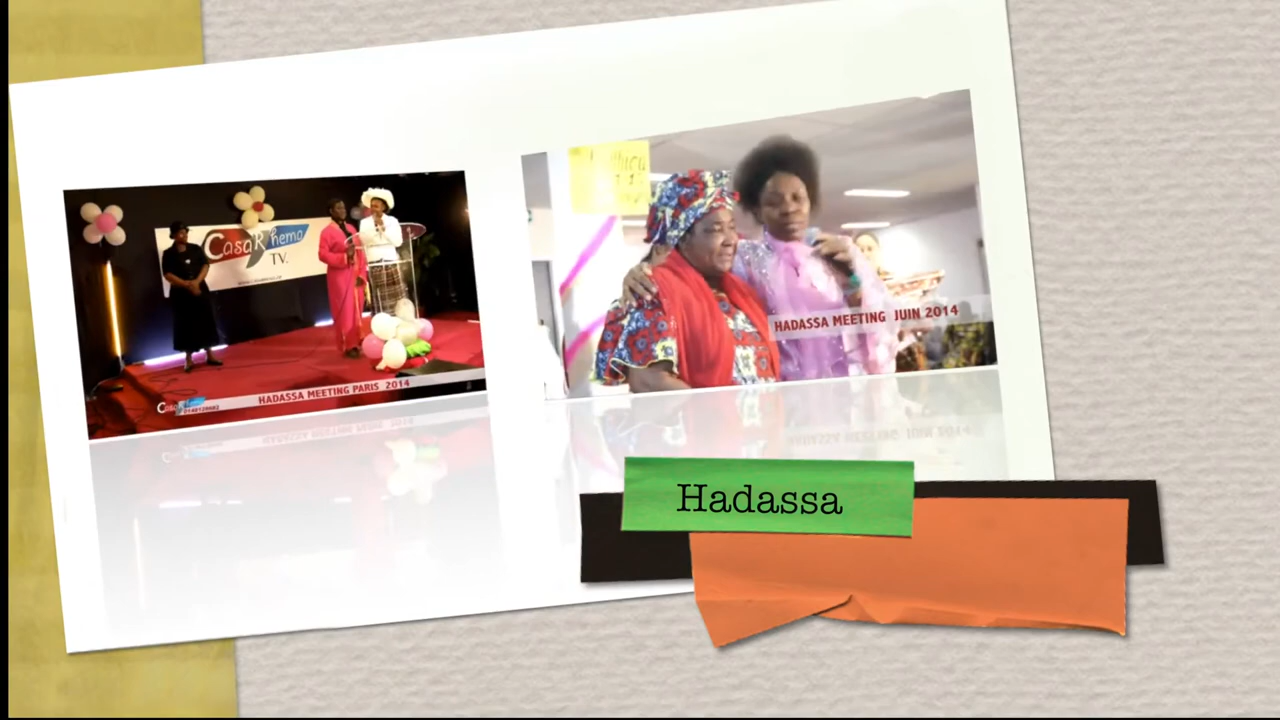 CasaRhema
TV.
HADASSA MEETING PARIS 2014
HADASSA MEETING JUIN 2014
Hadassa